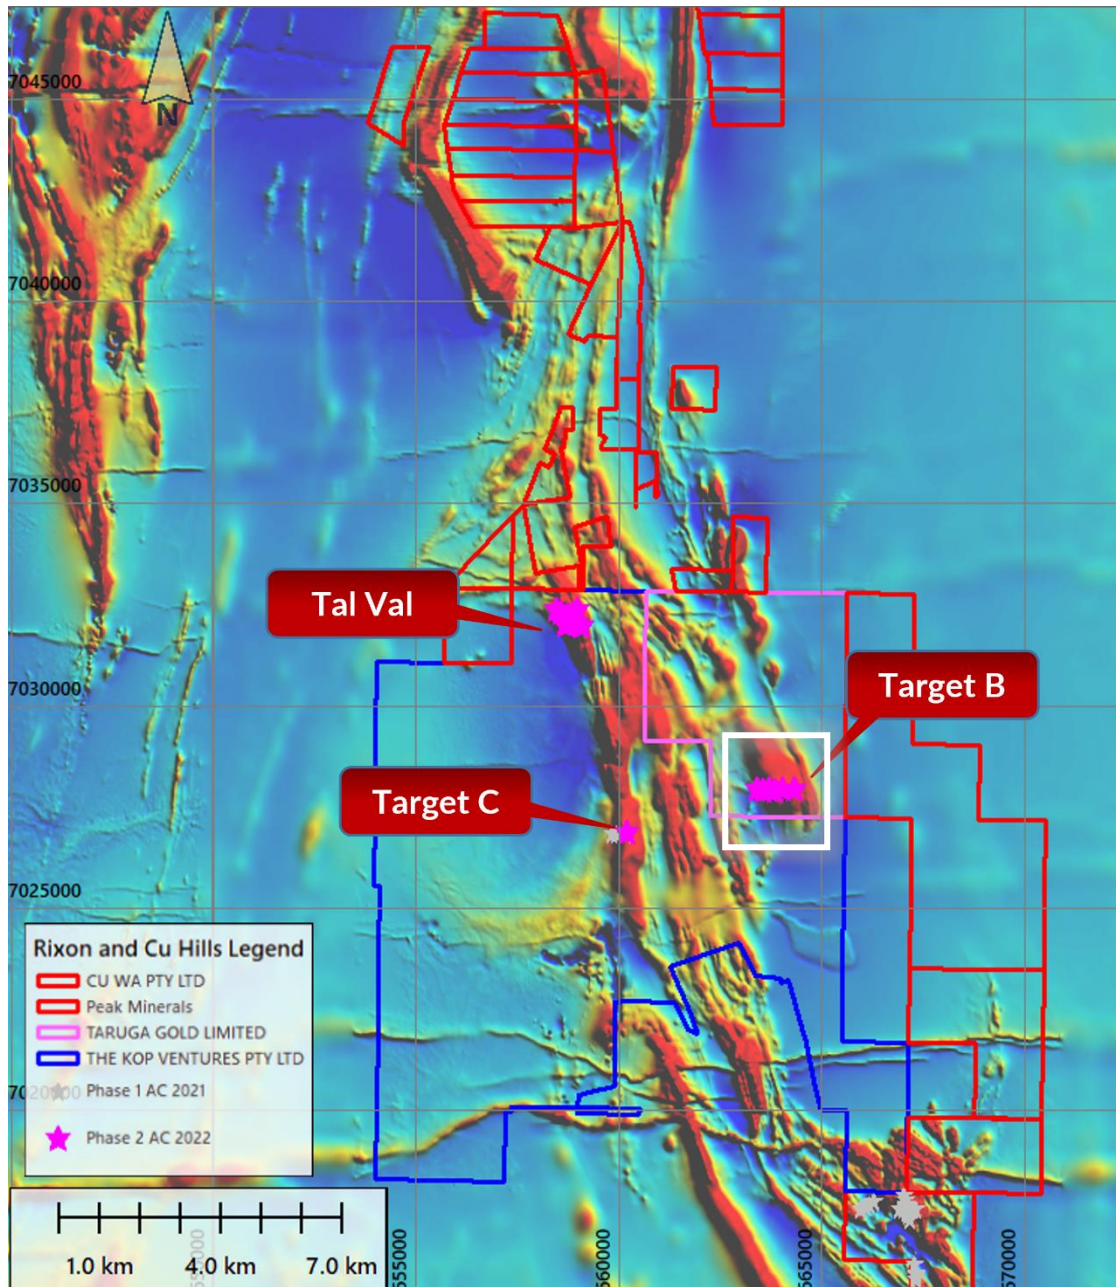 7045000
N
7040000
7035000
Tal Val
7030000
Target B
Target C
7025000
Rixon and Cu Hills Legend
CU WA PTY LTD
Peak Minerals
TARUGA GOLD LIMITED
THE KOP VENTURES PTY LTD
7020000
Phase 1 AC 2021
Phase 2 AC 2022
555000
560000
565000
570000
1.0 km 4.0 km 7.0 km